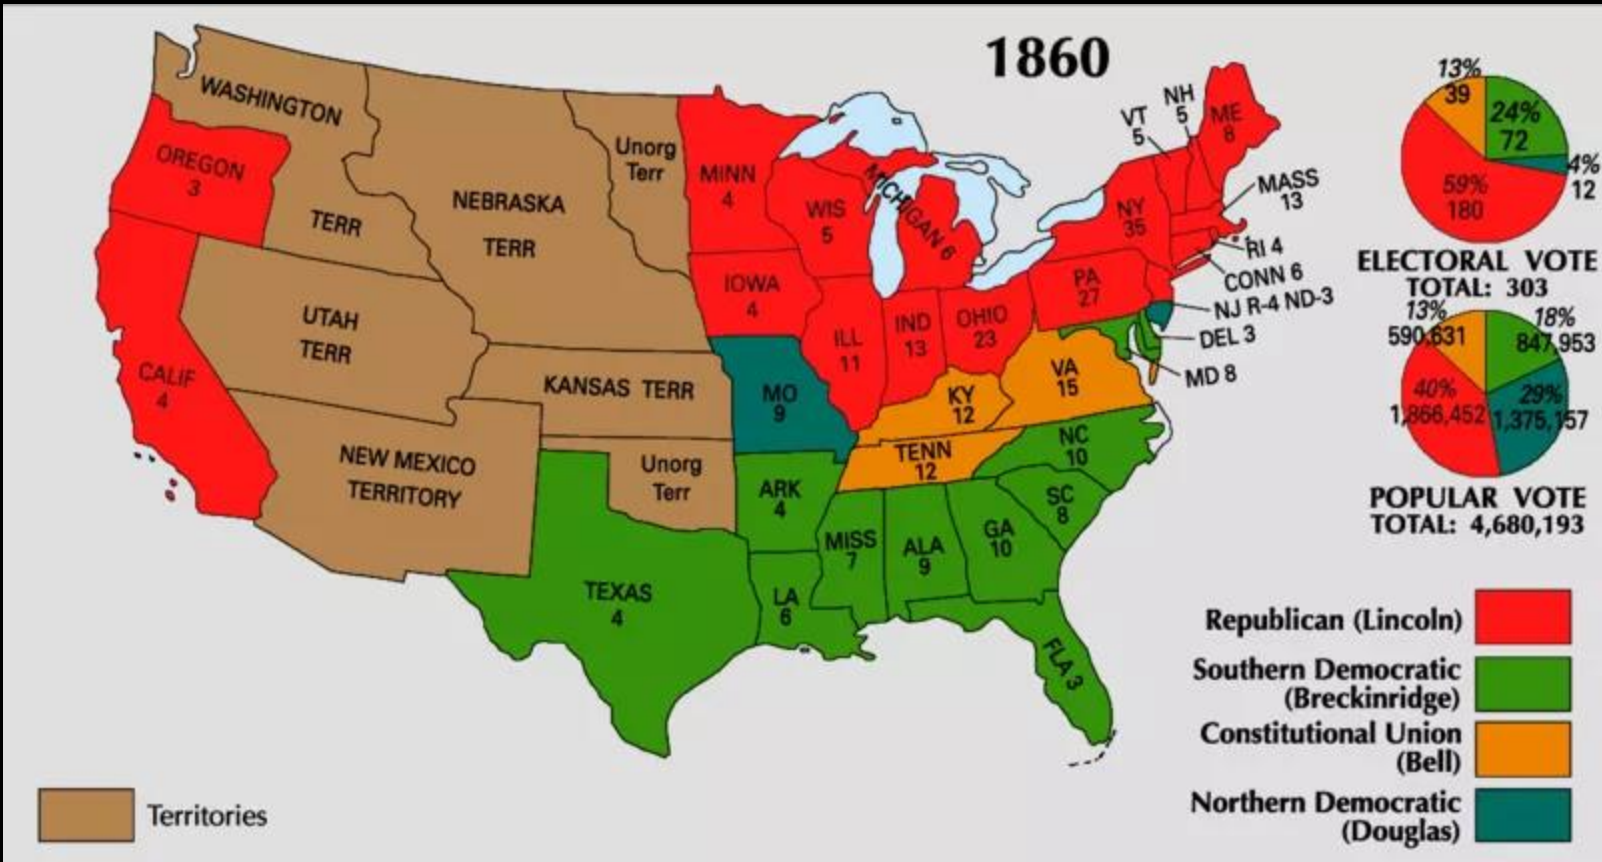 1860
WASHINGTON
TERR
OREGON
3
CALIF
4
NEBRASKA
TERR
Unorg
Terr
UTAH
TERR
KANSAS TERR
NEW MEXICO
TERRITORY
Unorg
Terr
MINN
4
WIS
5
MICHIGAN 6
IOWA
4
ILL
11
IND
13
OHIO
23
PA
27
NY
35
VT
5
NH
5
ME
8
MASS
13
RI 4
CONN 6
NJ R-4 ND-3
DEL 3
MD 8
MO
9
KY
12
VA
15
TENN
12
NC
10
SC
8
GA
10
ALA
9
MISS
7
ARK
4
LA
6
TEXAS
4
FLA 3
13%
39
24%
72
4%
12
59%
180
ELECTORAL VOTE
TOTAL: 303
13%
590,631
18%
847,953
40%
1,866,452
29%
1,375,157
POPULAR VOTE
TOTAL: 4,680,193
Republican (Lincoln)
Southern Democratic
(Breckinridge)
Constitutional Union
(Bell)
Northern Democratic
(Douglas)
Territories